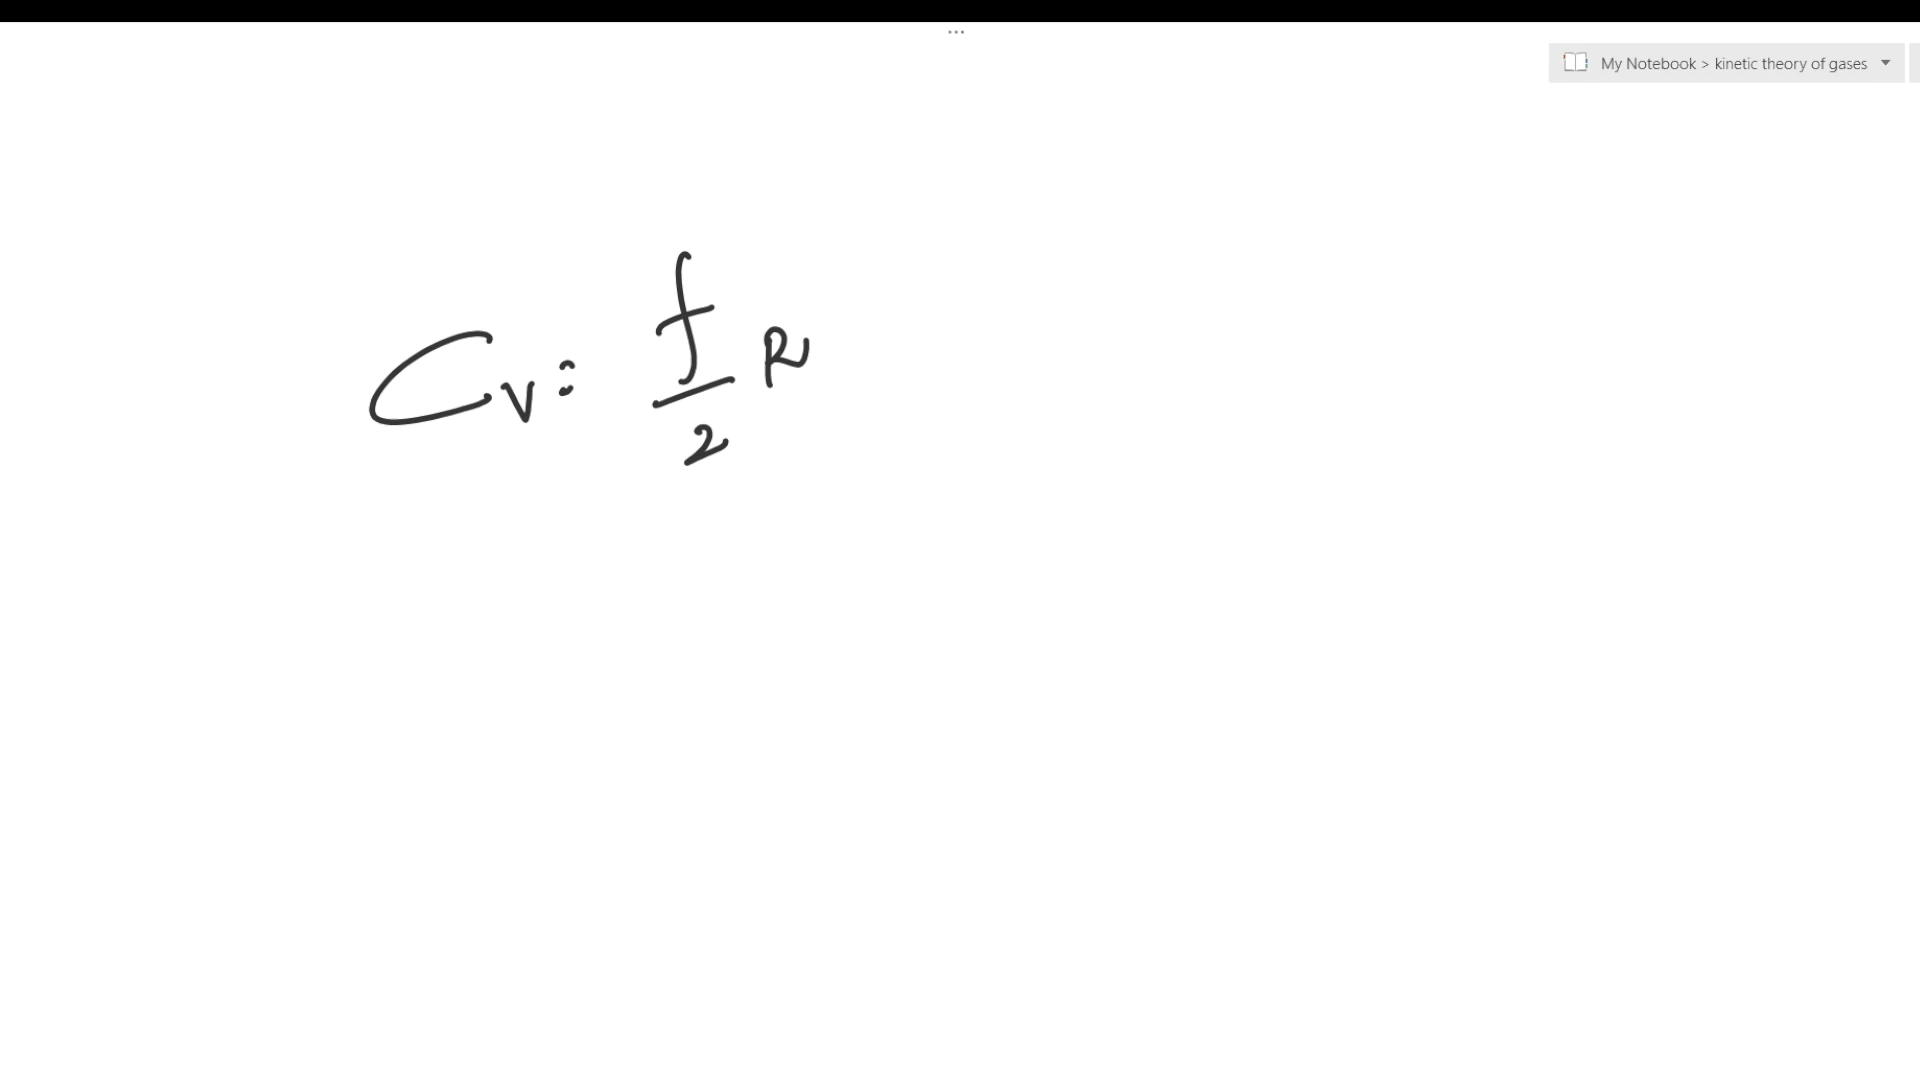 ...
My Notebook > kinetic theory of gases
Cv = f/2 R